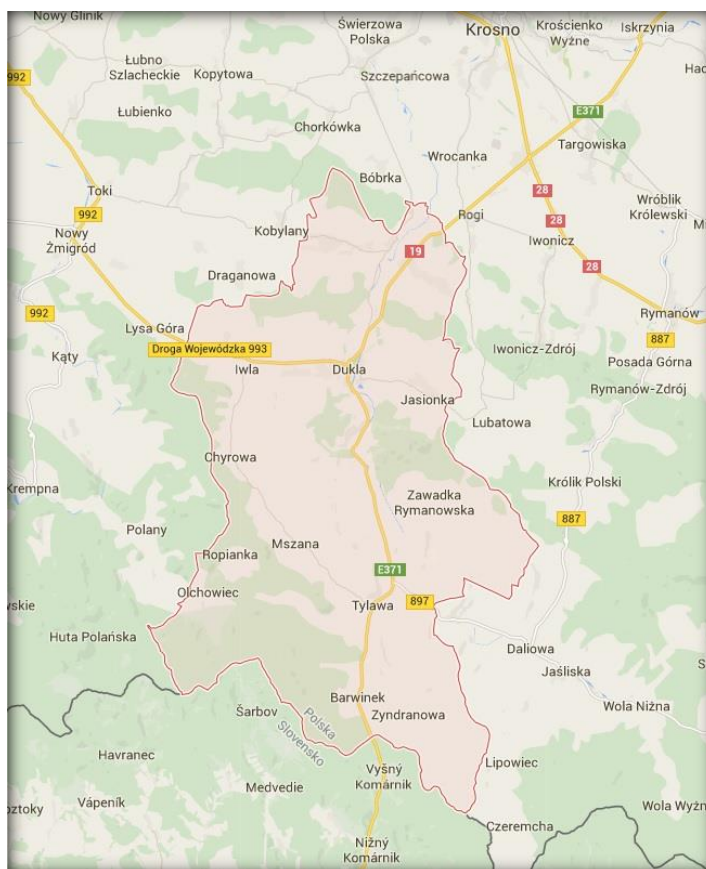 Nowy Glinik
Świerzowa
Polska
Krosno
Krościenko
Wyżne
Iskrzynia
992
Łubno
Szlacheckie
Kopytowa
Szczepańcowa
Łubienko
Chorkówka
E371
Targowiska
Wrocanka
Bóbrka
28
Toki
992
Rogi
Wróblik
Królewski
28
Nowy
Żmigród
Kobylany
19
Iwonicz
28
Draganowa
992
Rymanów
Lysa Góra
887
Droga Wojewódzka 993
Iwonicz-Zdrój
Kąty
Iwla
Dukla
Posada Górna
Rymanów-Zdrój
Jasionka
Lubatowa
Chyrowa
Krempna
Królik Polski
Zawadka
Rymanowska
887
Polany
Mszana
Ropianka
E371
Olchowiec
Tylawa
897
Huta Polańska
Daliowa
Jaśliska
Barwinek
Wola Niżna
Šarbov
Polska
Slovensko
Zyndranowa
Havranec
Lipowiec
Vyšný
Komárnik
Medvedie
Vápeník
Czeremcha
Nižný
Komárnik